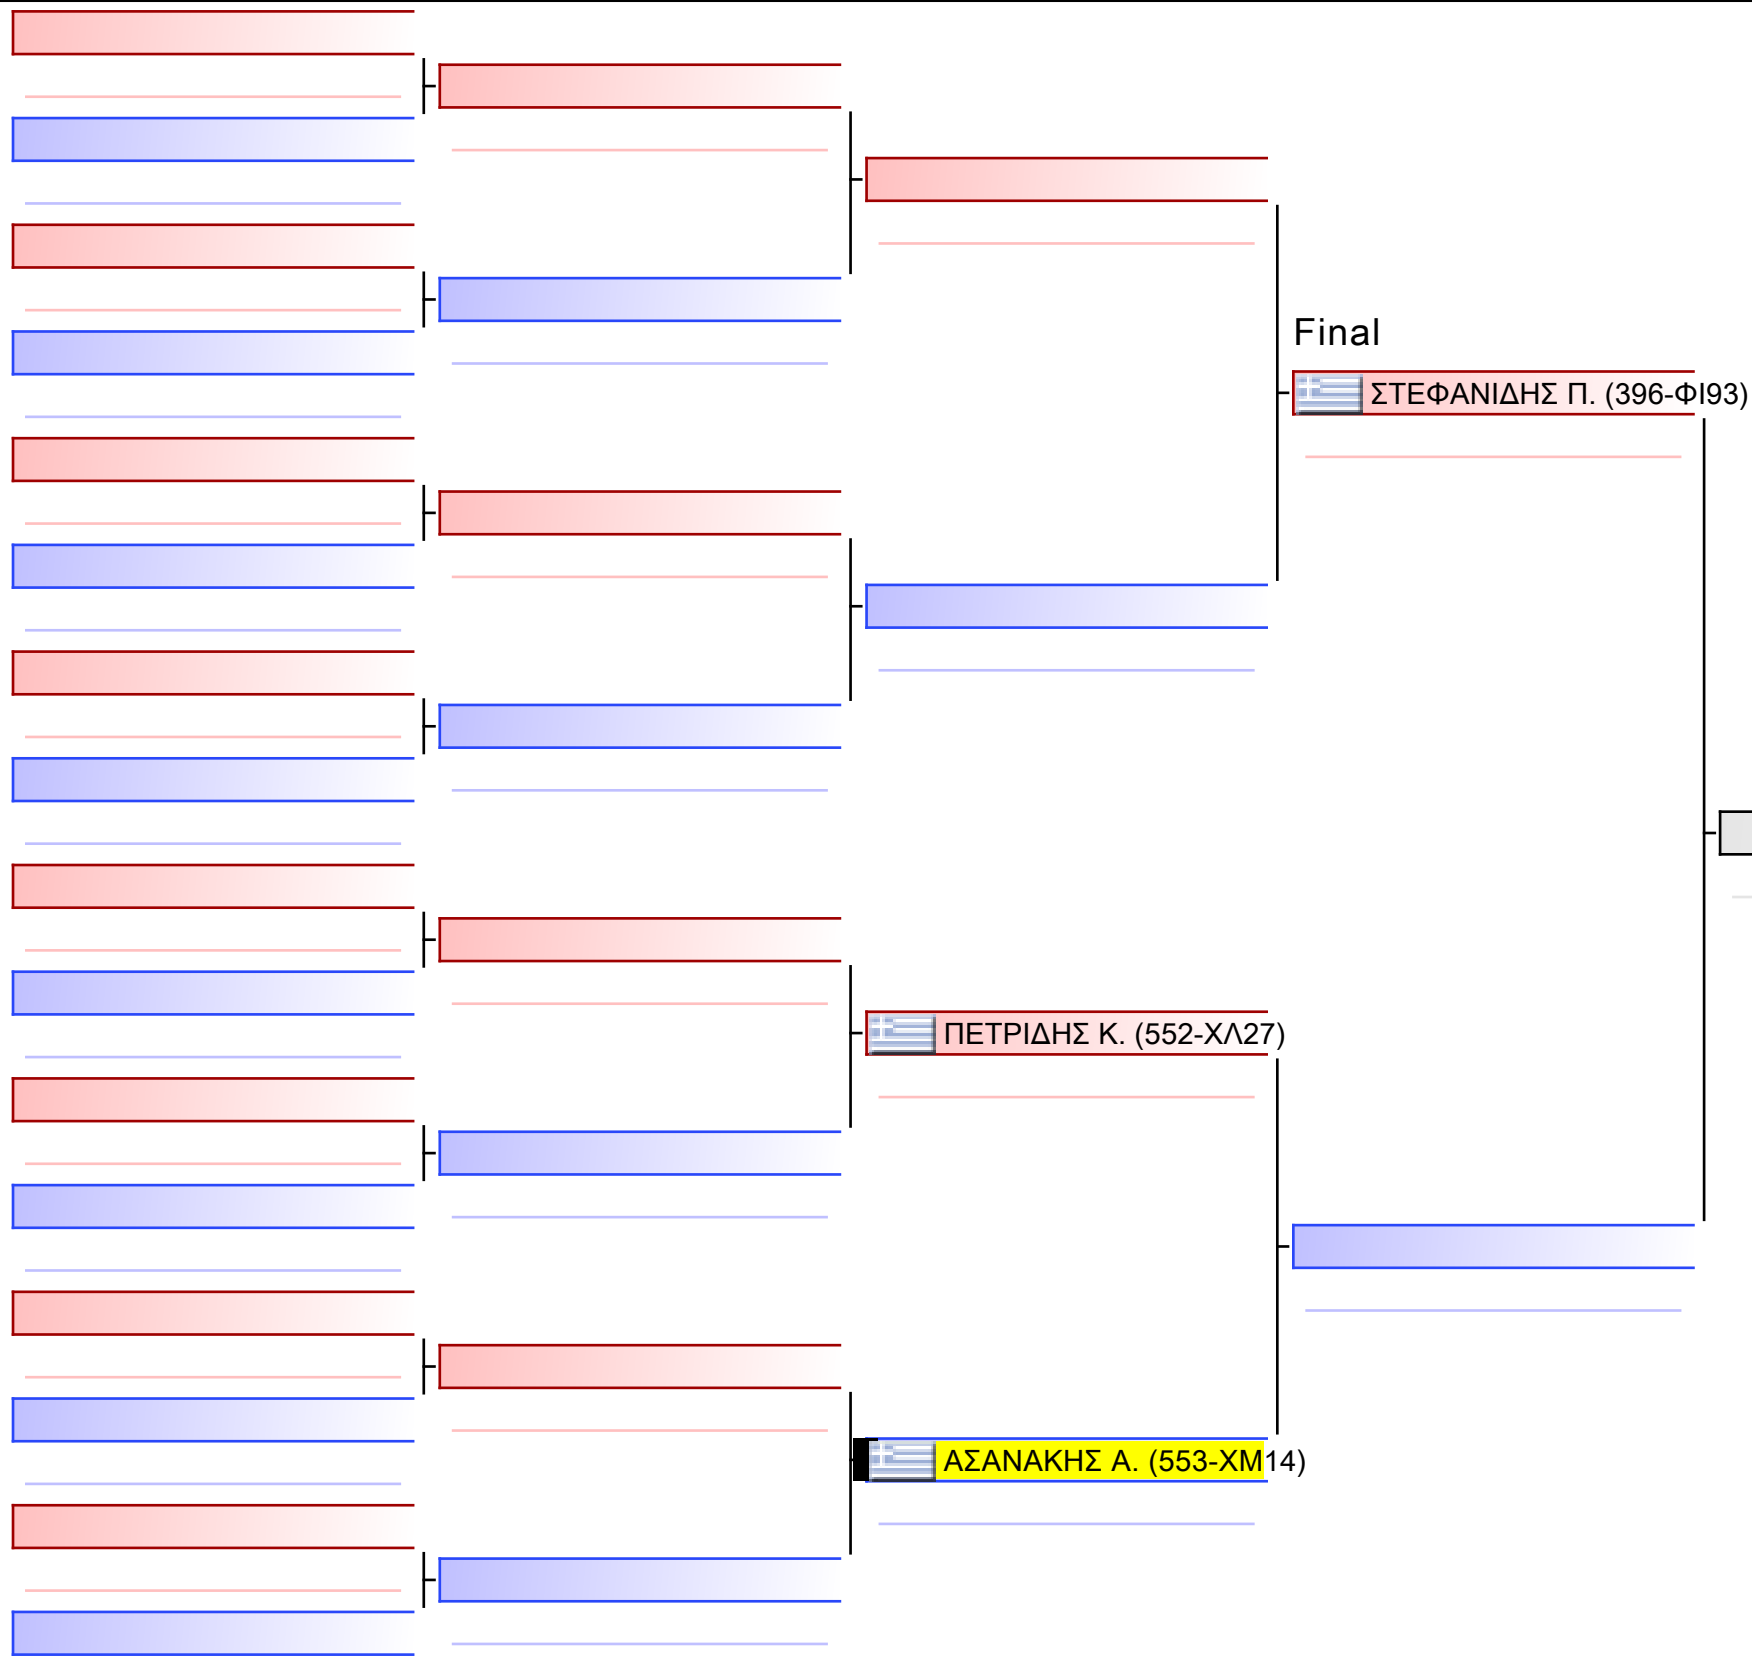 Final
ΣΤΕΦΑΝΙΔΗΣ Π. (396-ΦΙ93)
ΠΕΤΡΙΔΗΣ Κ. (552-ΧΛ27)
ΑΣΑΝΑΚΗΣ Α. (553-ΧΜ14)